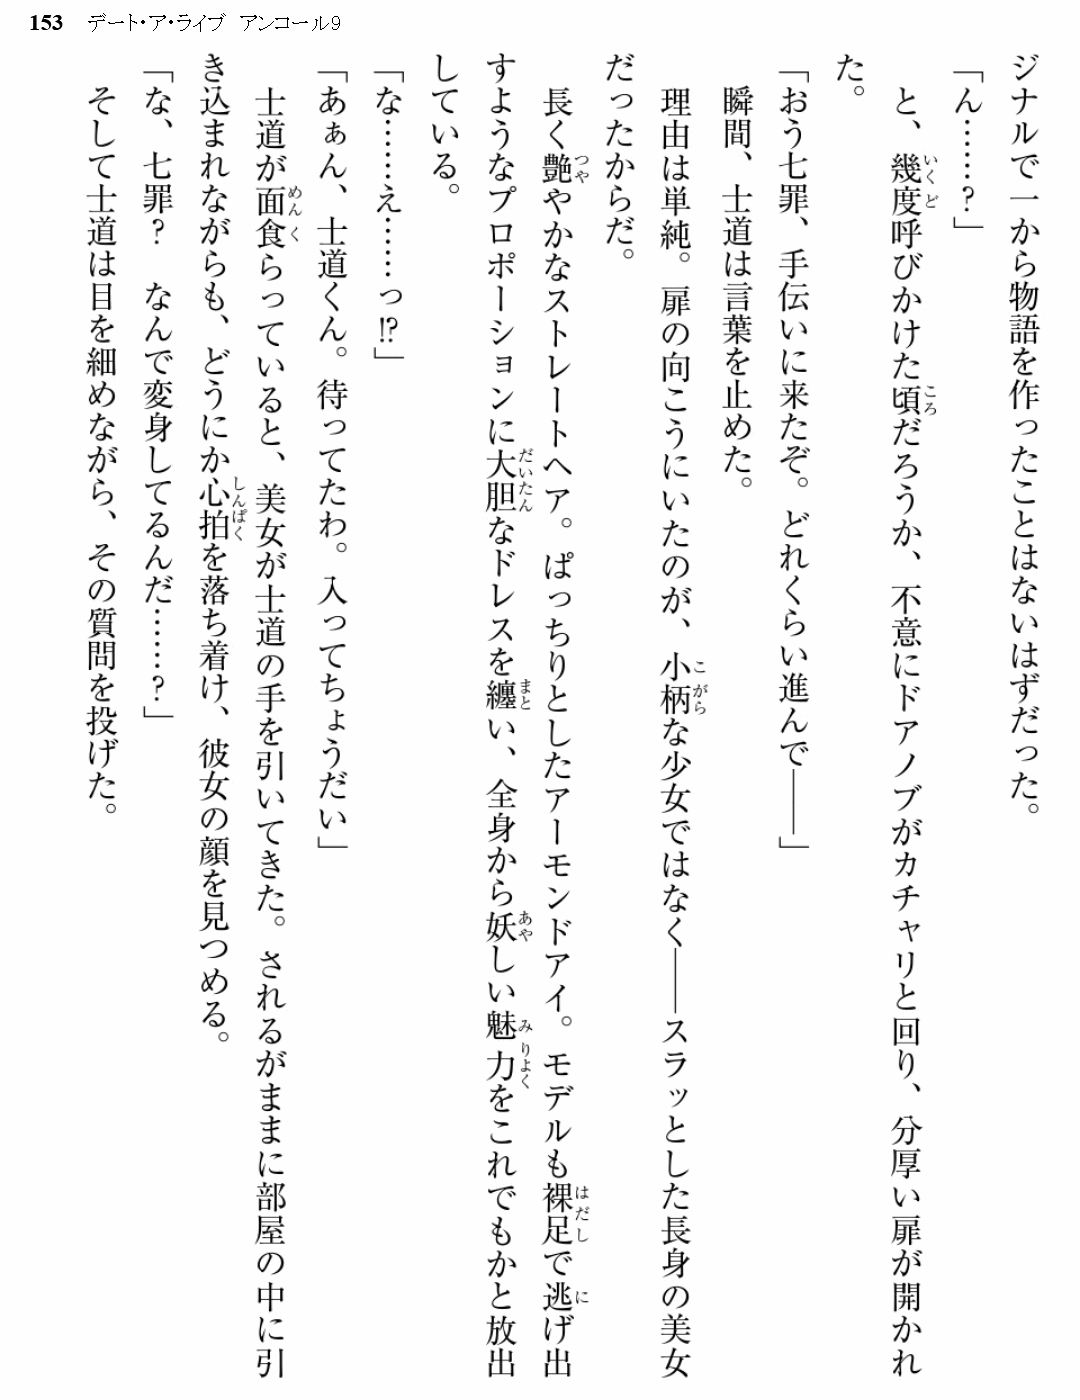 153 デート・ア・ライブ アンコール9
ジナルで一から物語を作ったことはないはずだった。
「ん……?」
と、幾度呼びかけた頃だろうか、不意にドアノブがカチャリと回り、分厚い扉が開かれ
た。
「おう七罪、手伝いに来たぞ。どれくらい進んで――」
瞬間、士道は言葉を止めた。
理由は単純。扉の向こうにいたのが、小柄な少女ではなく――スラッとした長身の美女
だったからだ。
長く艶やかなストレートヘア。ぱっちりとしたアーモンドアイ。モデルも裸足で逃げ出
すようなプロポーションに大胆なドレスを纏い、全身から妖しい魅力をこれでもかと放出
している。
「な……え……っ!?」
「あぁん、士道くん。待ってたわ。入ってちょうだい」
士道が面食らっていると、美女が士道の手を引いてきた。されるがままに部屋の中に引
き込まれながらも、どうにか心拍を落ち着け、彼女の顔を見つめる。
「な、七罪? なんで変身してるんだ……?」
そして士道は目を細めながら、その質問を投げた。